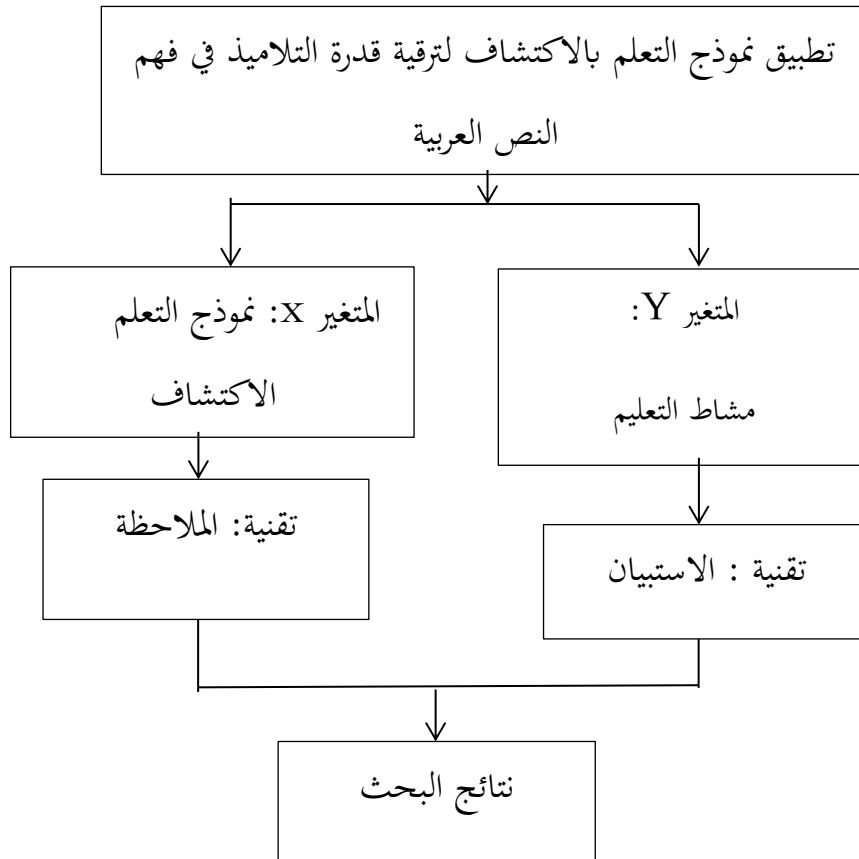 تطبيق نموذج التعلم بالاكتشاف لترقية قدرة التلاميذ في فهم
النص العربية
المتغير Y:
مشاط التعليم
المتغير x: نموذج التعلم
الاكتشاف
تقنية : الاستبيان
تقنية: الملاحظة
نتائج البحث